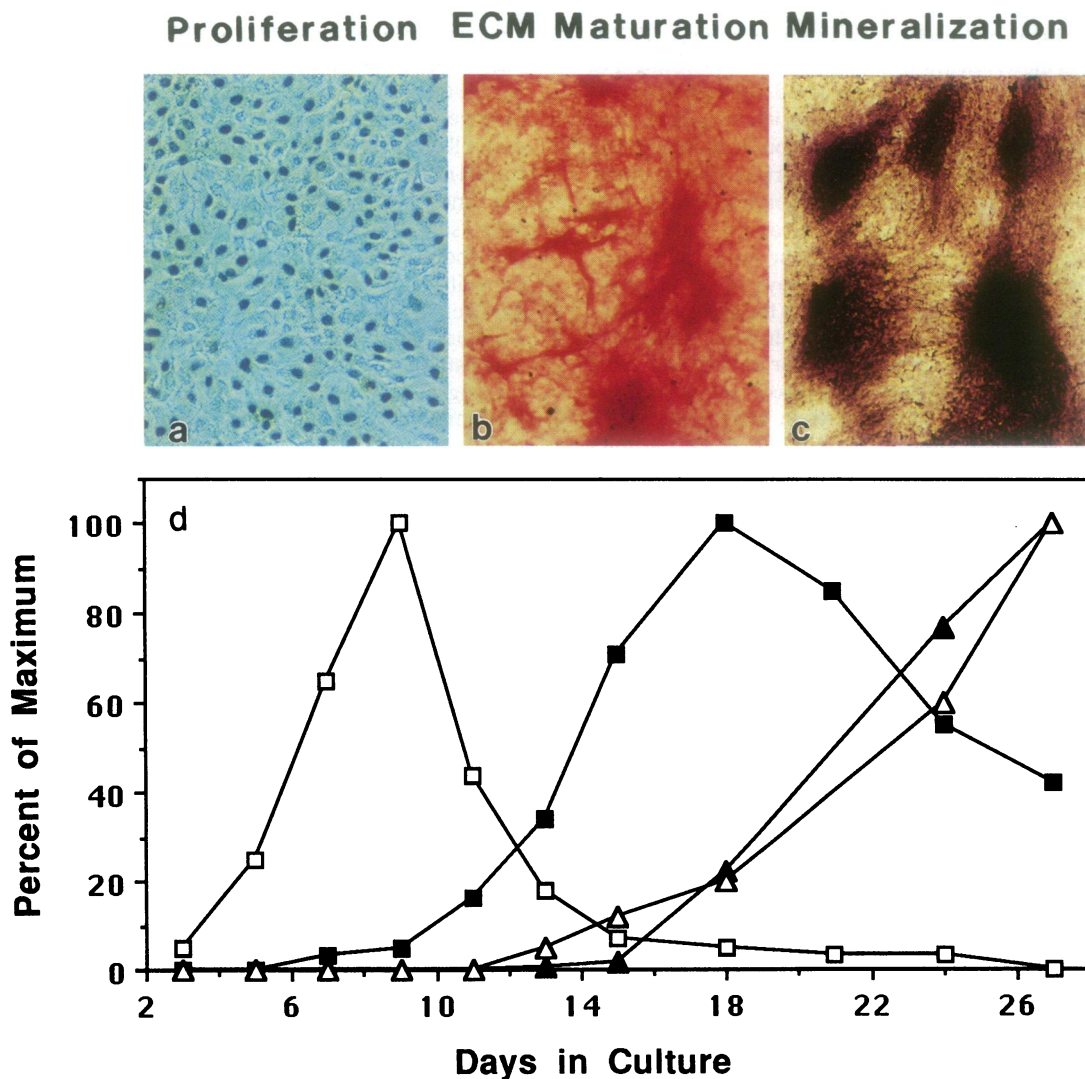 Proliferation ECM Maturation Mineralization
a b c
d
Percent of Maximum
100
80
60
40
20
0
2 6 10 14 18 22 26
Days in Culture